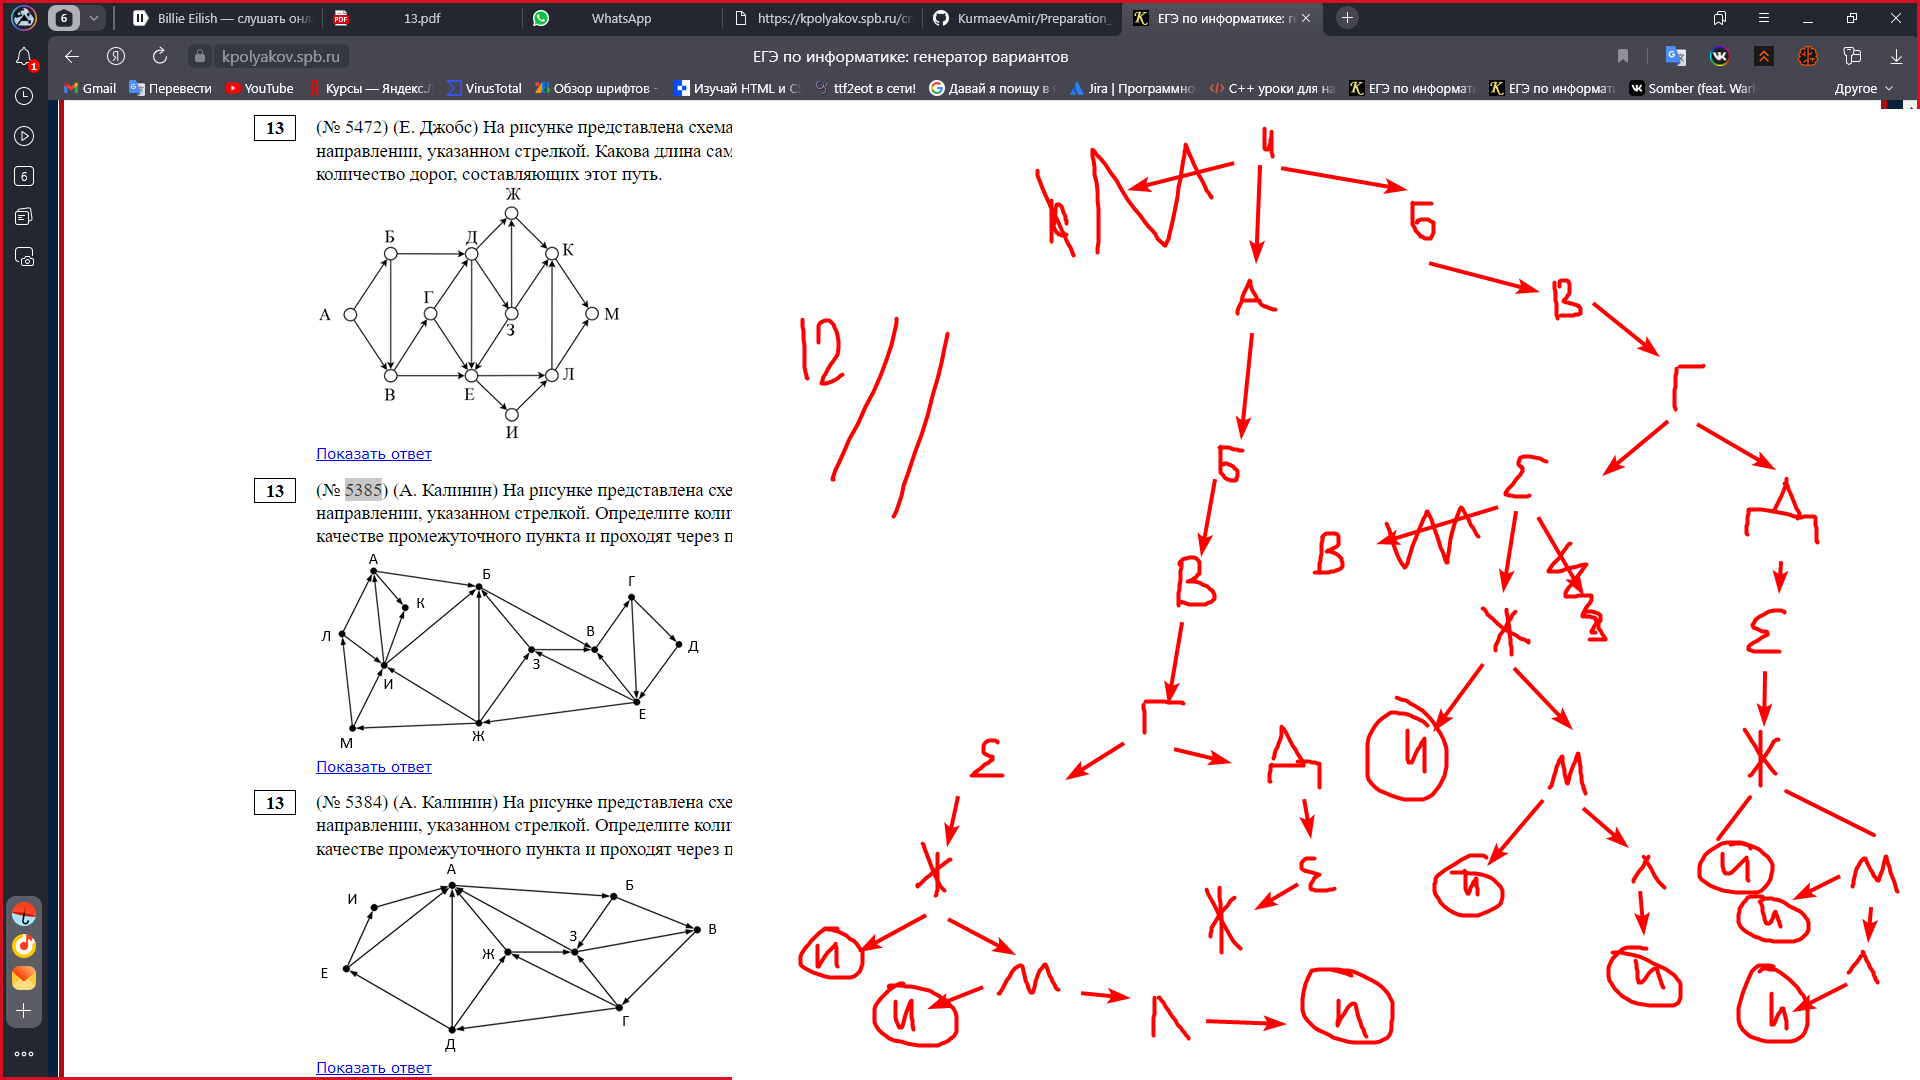 6
Billie Eilish — слушать онл
13.pdf
WhatsApp
https://kpolyakov.spb.ru/cr
KurmaevAmir/Preparation_
ЕГЭ по информатике: ге
1
kpolyakov.spb.ru
ЕГЭ по информатике: генератор вариантов
Gmail
Перевести
YouTube
Курсы — Яндекс.
VirusTotal
Обзор шрифтов -
Изучай HTML и CS
ttf2eot в сети!
Давай я поищу в
Jira | Программно
C++ уроки для на
ЕГЭ по информати
ЕГЭ по информати
Somber (feat. Warl
Другое
6
13
(№ 5472) (Е. Джобс) На рисунке представлена схема
направлении, указанном стрелкой. Какова длина сам
количество дорог, составляющих этот путь.
Ж
Б
Д
К
Г
А
М
З
В
Е
Л
И
Показать ответ
13
(№ 5385) (А. Калинин) На рисунке представлена схе
направлении, указанном стрелкой. Определите коли
качестве промежуточного пункта и проходят через п
А
Б
Г
К
Л
В
Д
З
И
Е
М
Ж
Показать ответ
13
(№ 5384) (А. Калинин) На рисунке представлена схе
направлении, указанном стрелкой. Определите коли
качестве промежуточного пункта и проходят через п
А
И
Б
В
З
Ж
Е
Г
Д
Показать ответ
И
Б
А
В
12
Г
Б
Е
Д
В
В
Ж
З
Е
Г
Е
Д
И
М
Ж
Ж
Е
И
Л
И
М
Ж
И
И
И
М
И
Л
И
Л
И
И